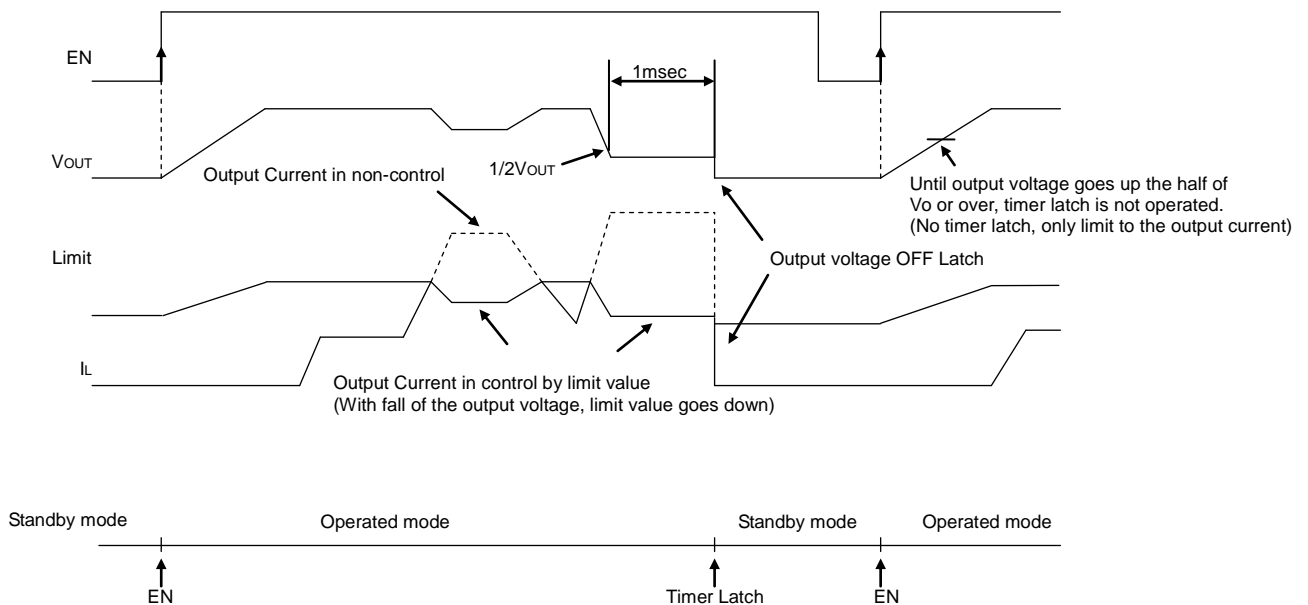 EN
1msec
VOUT
1/2VOUT
Output Current in non-control
Until output voltage goes up the half of
Vo or over, timer latch is not operated.
(No timer latch, only limit to the output current)
Limit
Output voltage OFF Latch
IL
Output Current in control by limit value
(With fall of the output voltage, limit value goes down)
Standby mode
Operated mode
Standby mode
Operated mode
EN
Timer Latch
EN